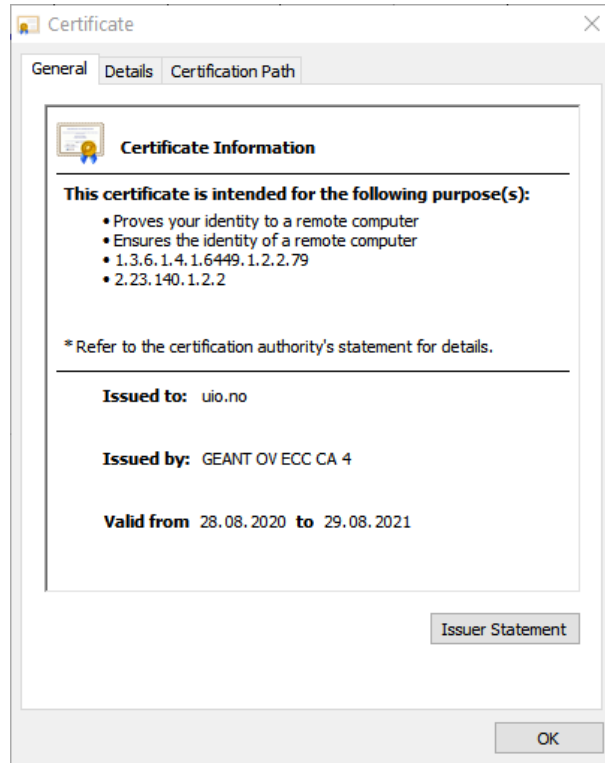 Certificate
General Details Certification Path
Certificate Information
This certificate is intended for the following purpose(s):
• Proves your identity to a remote computer
• Ensures the identity of a remote computer
• 1.3.6.1.4.1.6449.1.2.2.79
• 2.23.140.1.2.2
* Refer to the certification authority's statement for details.
Issued to: uio.no
Issued by: GEANT OV ECC CA 4
Valid from 28.08.2020 to 29.08.2021
Issuer Statement
OK